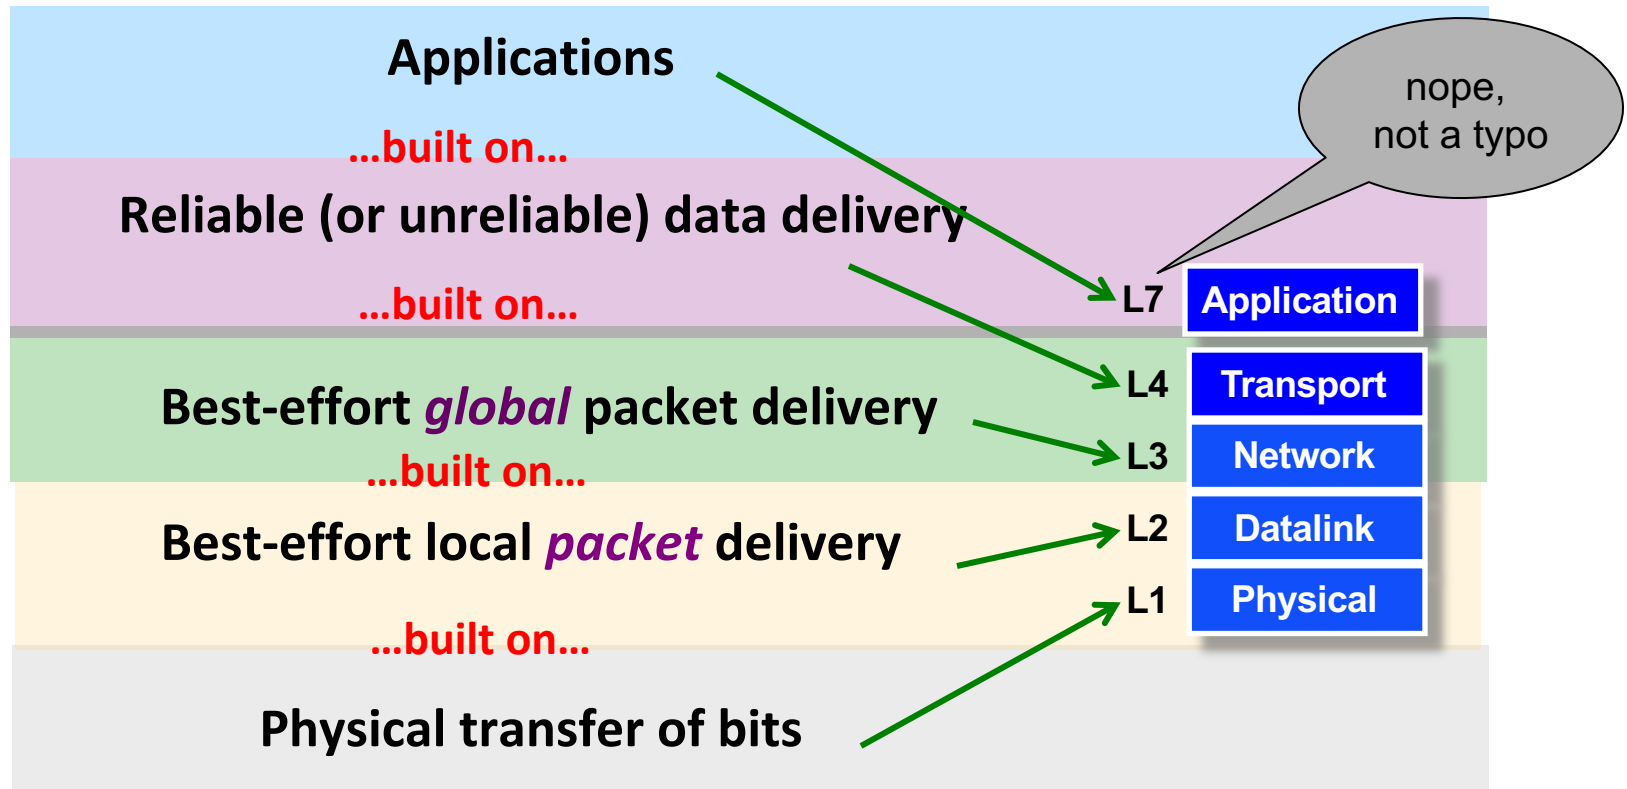 Applications
nope,
not a typo
...built on...
Reliable (or unreliable) data delivery
...built on...
L7 Application
L4 Transport
Best-effort global packet delivery
L3 Network
...built on...
Best-effort local packet delivery
L2 Datalink
L1 Physical
...built on...
Physical transfer of bits